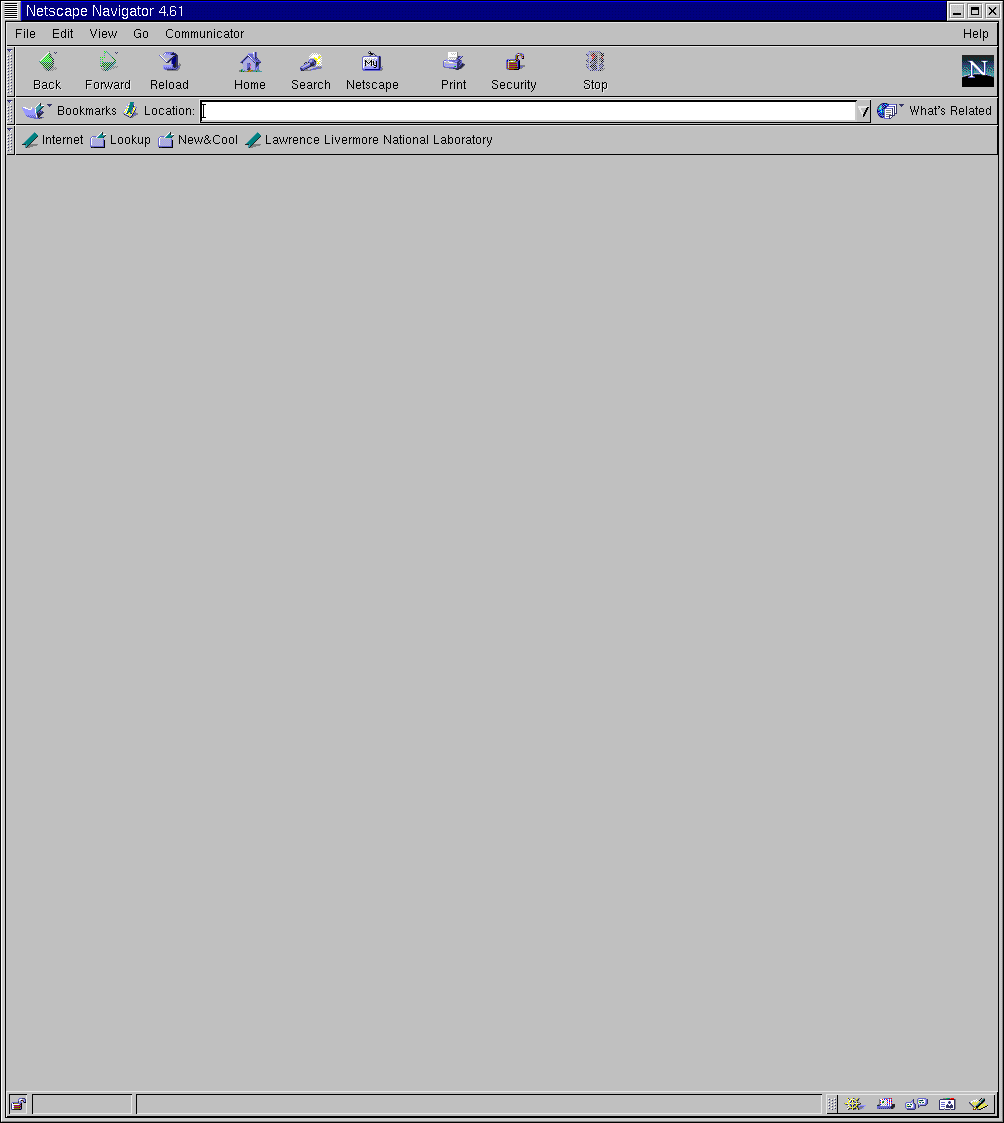 Netscape Navigator 4.61
File Edit View Go Communicator Help
Back Forward Reload Home Search Netscape Print Security Stop
My
N
Bookmarks Location: What's Related
Internet Lookup New&Cool Lawrence Livermore National Laboratory